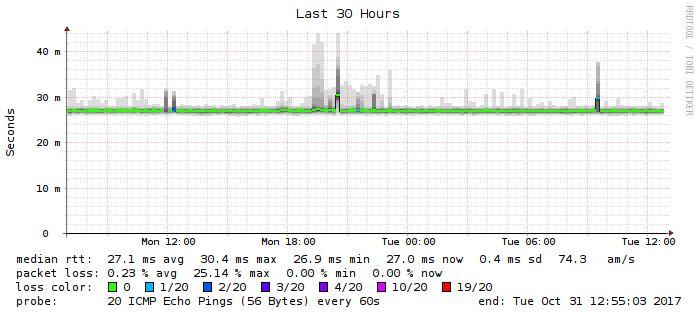 Last 30 Hours
RRDTOOL / TOBI OETIKER
Seconds
40 m
30 m
20 m
10 m
0
Mon 12:00 Mon 18:00 Tue 00:00 Tue 06:00 Tue 12:00
median rtt: 27.1 ms avg 30.4 ms max 26.9 ms min 27.0 ms now 0.4 ms sd 74.3 am/s
packet loss: 0.23 % avg 25.14 % max 0.00 % min 0.00 % now
loss color: 0 1/20 2/20 3/20 4/20 10/20 19/20
probe: 20 ICMP Echo Pings (56 Bytes) every 60s end: Tue Oct 31 12:55:03 2017